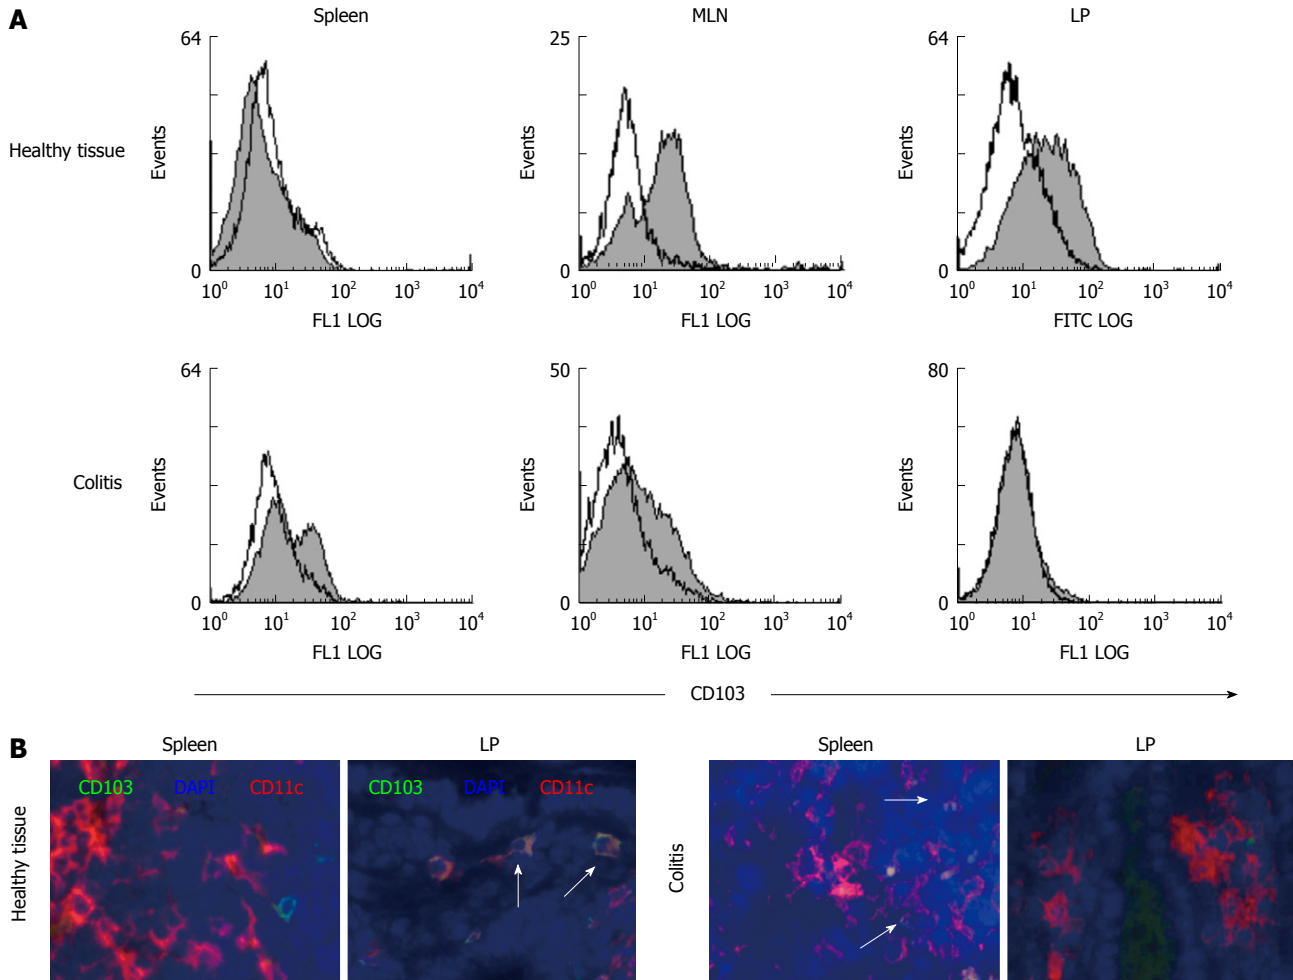 A
Spleen
MLN
LP
Healthy tissue
64
Events
0
10⁰ 10¹ 10² 10³ 10⁴
FL1 LOG
25
Events
0
10⁰ 10¹ 10² 10³ 10⁴
FL1 LOG
64
Events
0
10⁰ 10¹ 10² 10³ 10⁴
FITC LOG
Colitis
64
Events
0
10⁰ 10¹ 10² 10³ 10⁴
FL1 LOG
50
Events
0
10⁰ 10¹ 10² 10³ 10⁴
FL1 LOG
80
Events
0
10⁰ 10¹ 10² 10³ 10⁴
FL1 LOG
CD103
B
Spleen
LP
Spleen
LP
Healthy tissue
CD103 DAPI CD11c
CD103 DAPI CD11c
Colitis